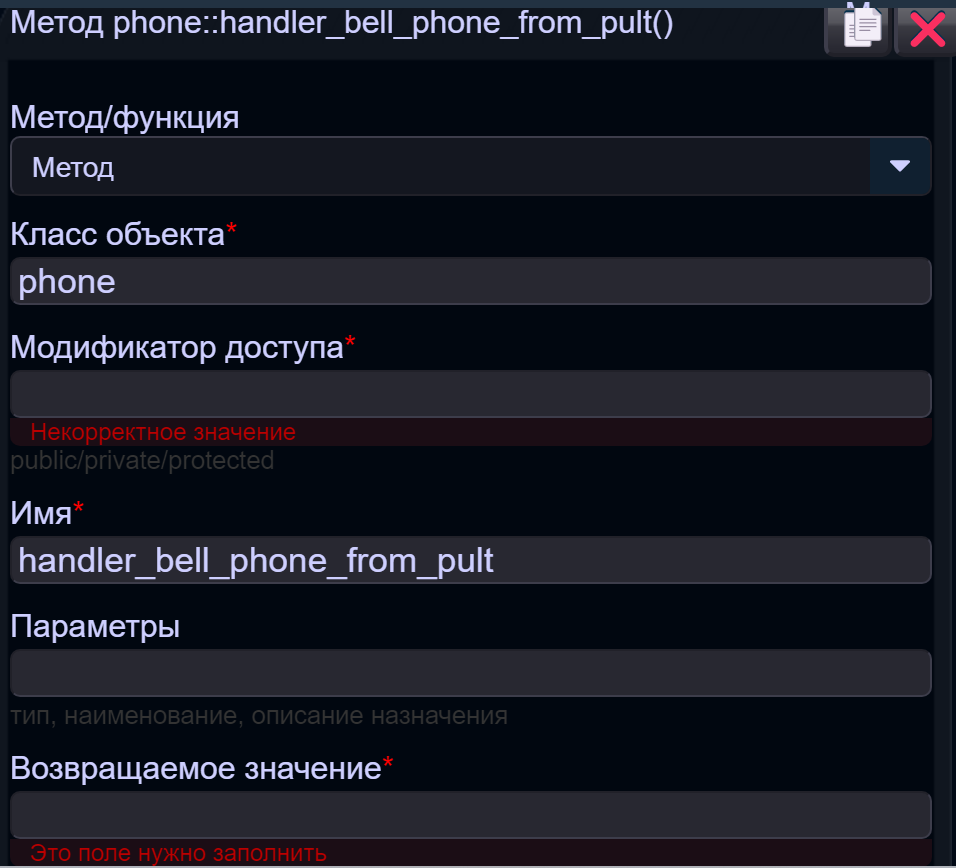 Метод phone::handler_bell_phone_from_pult()
Метод/функция
Метод
Класс объекта*
phone
Модификатор доступа*
Некорректное значение
public/private/protected
Имя*
handler_bell_phone_from_pult
Параметры
тип, наименование, описание назначения
Возвращаемое значение*
Это поле нужно заполнить